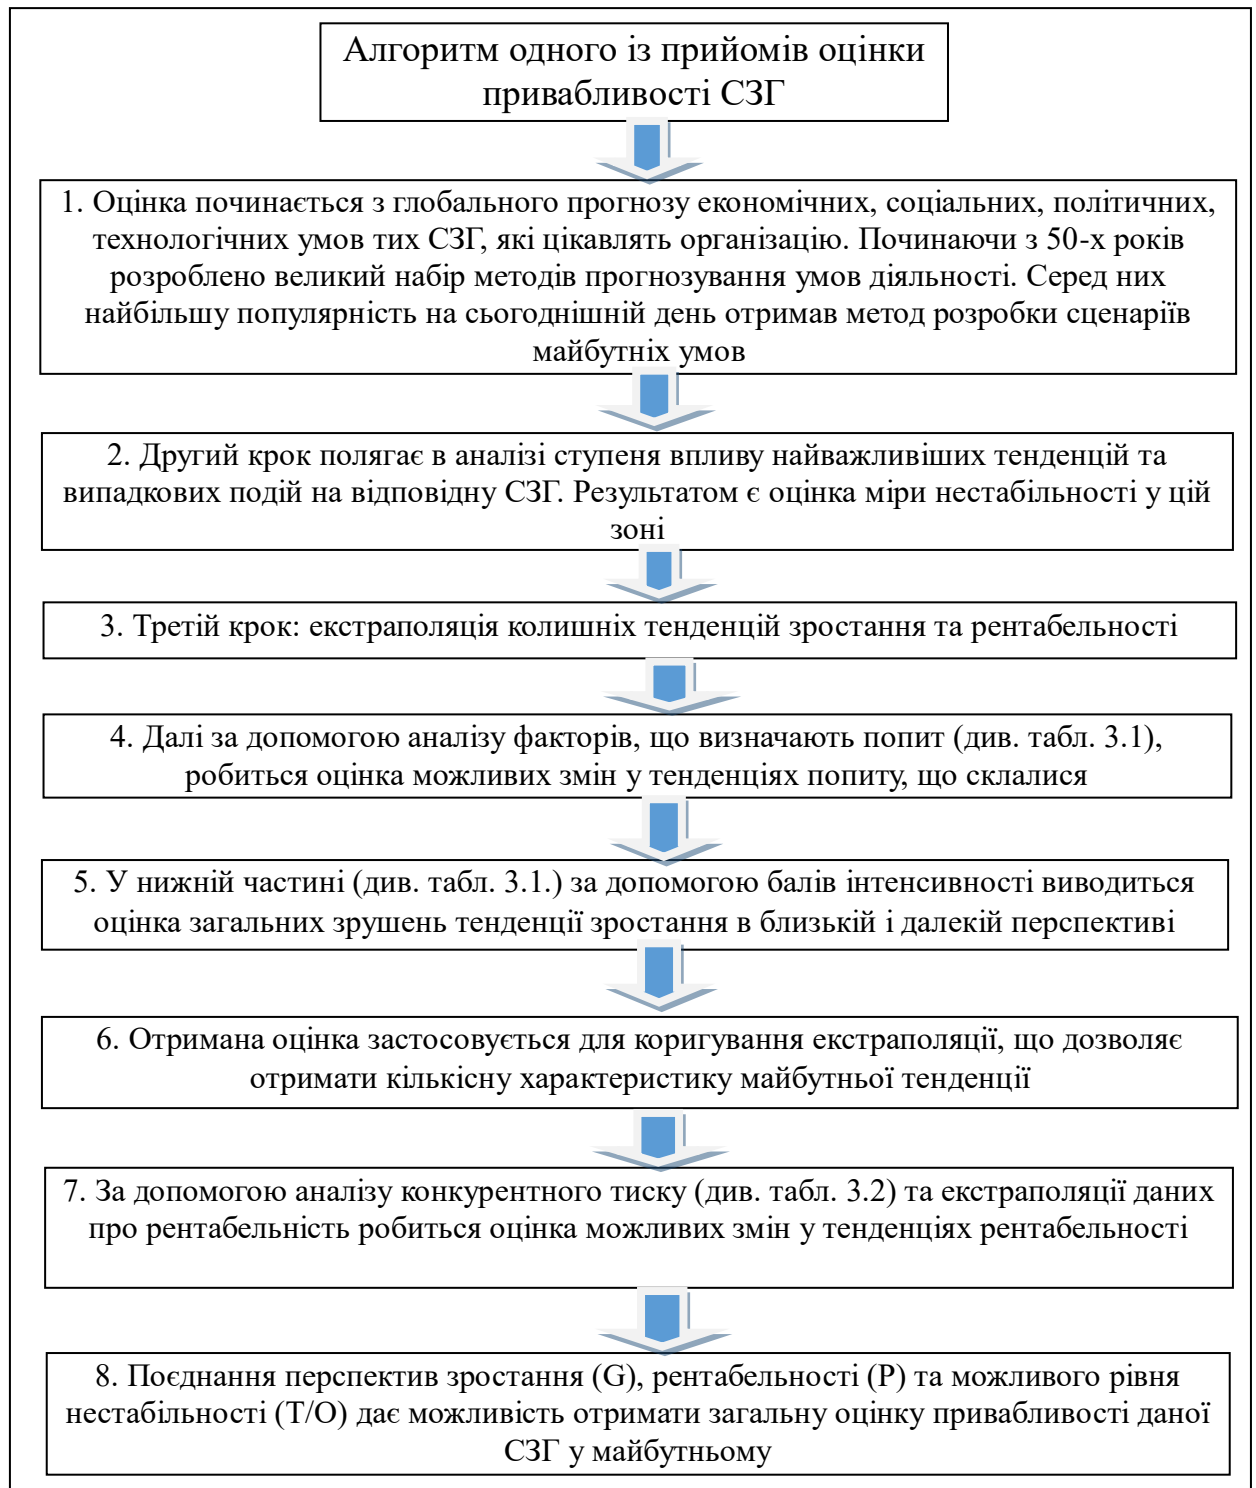 Алгоритм одного із прийомів оцінки
привабливості СЗГ
1. Оцінка починається з глобального прогнозу економічних, соціальних, політичних,
технологічних умов тих СЗГ, які цікавлять організацію. Починаючи з 50-х років
розроблено великий набір методів прогнозування умов діяльності. Серед них
найбільшу популярність на сьогоднішній день отримав метод розробки сценаріїв
майбутніх умов
2. Другий крок полягає в аналізі ступеня впливу найважливіших тенденцій та
випадкових подій на відповідну СЗГ. Результатом є оцінка міри нестабільності у цій
зоні
3. Третій крок: екстраполяція колишніх тенденцій зростання та рентабельності
4. Далі за допомогою аналізу факторів, що визначають попит (див. табл. 3.1),
робиться оцінка можливих змін у тенденціях попиту, що склалися
5. У нижній частині (див. табл. 3.1.) за допомогою балів інтенсивності виводиться
оцінка загальних зрушень тенденції зростання в близькій і далекій перспективі
6. Отримана оцінка застосовується для коригування екстраполяції, що дозволяє
отримати кількісну характеристику майбутньої тенденції
7. За допомогою аналізу конкурентного тиску (див. табл. 3.2) та екстраполяції даних
про рентабельність робиться оцінка можливих змін у тенденціях рентабельності
8. Поєднання перспектив зростання (G), рентабельності (P) та можливого рівня
нестабільності (T/O) дає можливість отримати загальну оцінку привабливості даної
СЗГ у майбутньому